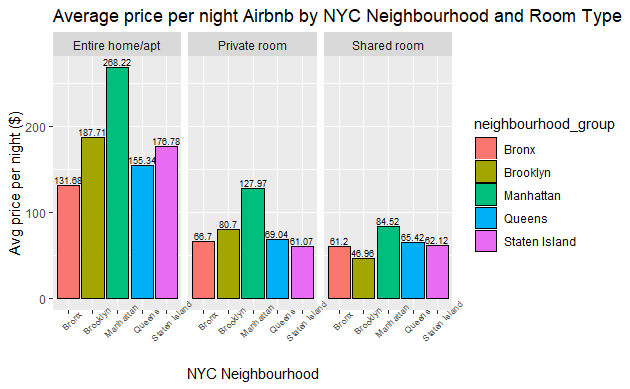 Average price per night Airbnb by NYC Neighbourhood and Room Type
Entire home/apt
Private room
Shared room
Avg price per night ($)
200
100
0
131.68
187.71
268.22
155.34
176.78
66.7
80.7
127.97
69.04
61.07
61.2
46.96
84.52
65.42
62.12
Bronx
Brooklyn
Manhattan
Queens
Staten Island
Bronx
Brooklyn
Manhattan
Queens
Staten Island
Bronx
Brooklyn
Manhattan
Queens
Staten Island
NYC Neighbourhood
neighbourhood_group
Bronx
Brooklyn
Manhattan
Queens
Staten Island